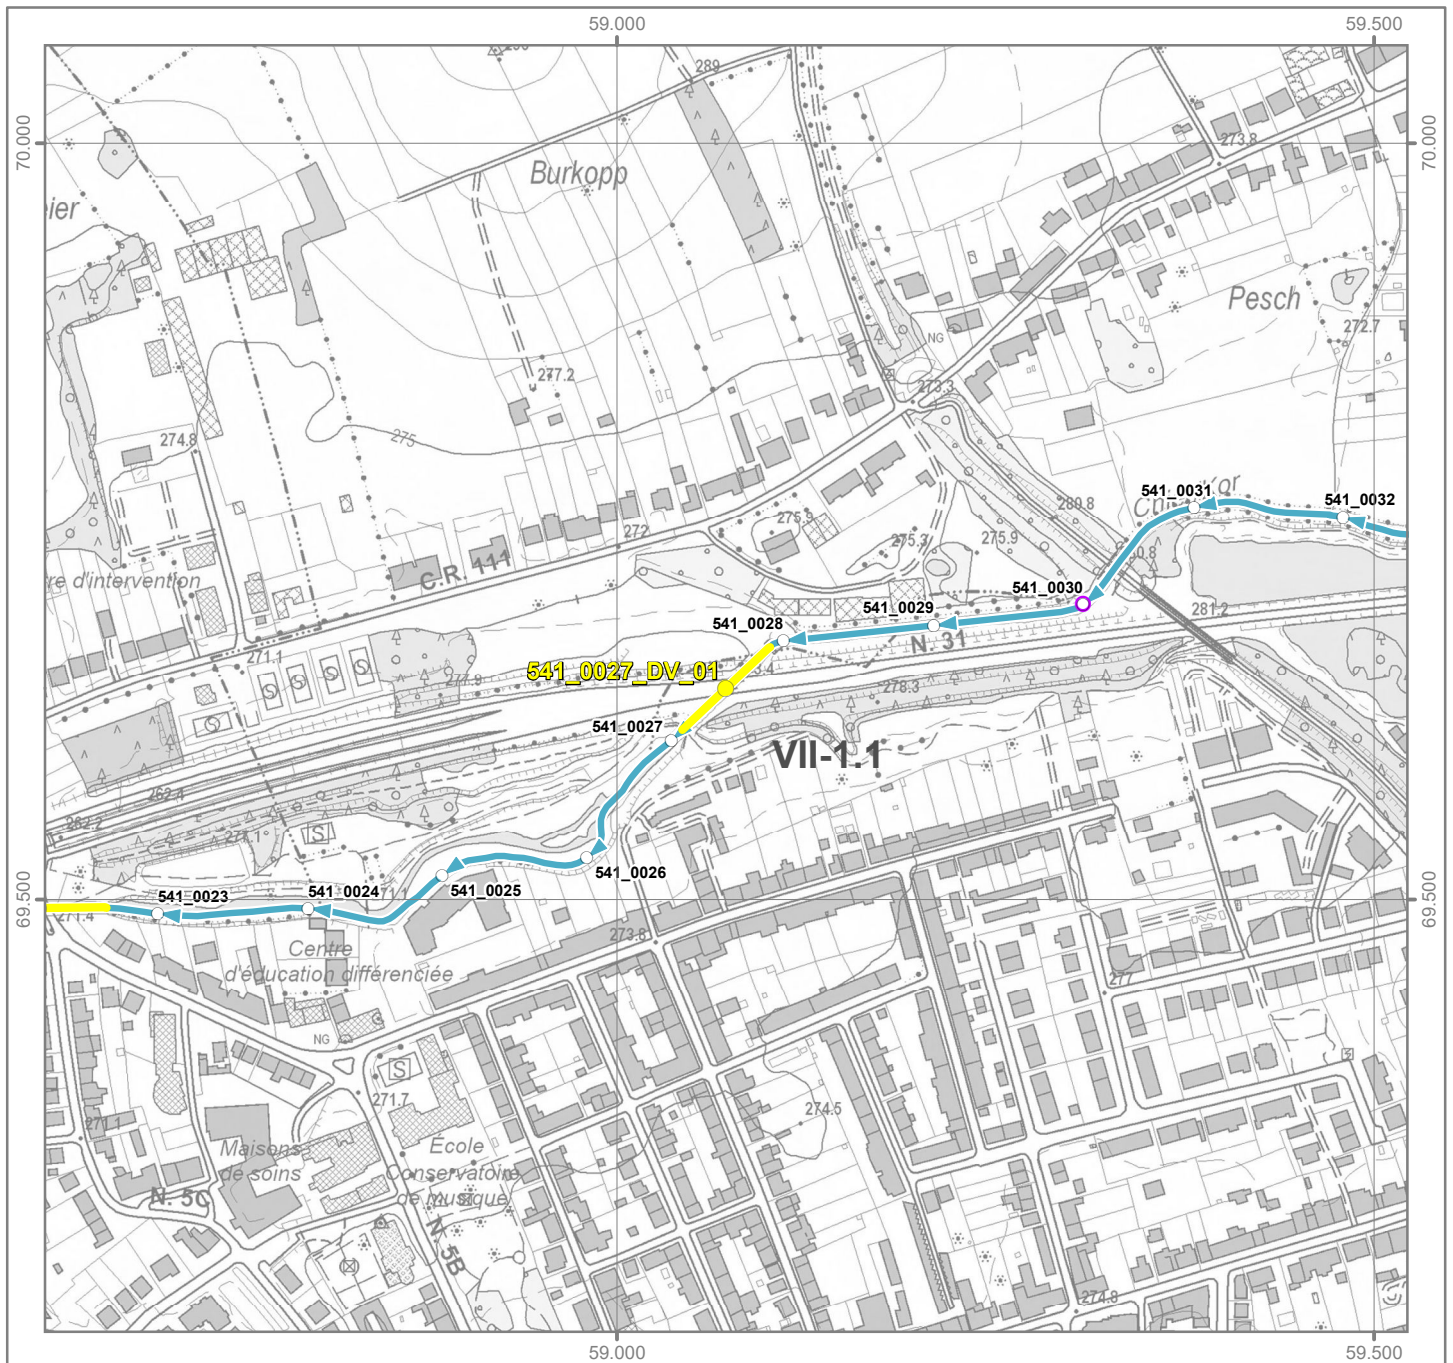 59.000
59.500
70.000
70.000
289
Burkopp
273.8
Pesch
272.7
277.2
NG
273.3
274.8
275
280.8
541_0031
541_0032
272
275.9
275.3
275.9
re d'intervention
C.R. 111
541_0030
281.2
541_0029
541_0028
N. 31
271.1
541_0027_DV_01
278.3
541_0027
VII-1.1
262.4
262.2
541_0026
541_0025
541_0024
541_0023
69.500
69.500
271.4
273.8
Centre
d'éducation différenciée
277
NG
S
271.7
274.5
271.1
Maisons
de soins
École
Conservatoire
de musique
N. 5C
N. 5B
274.8
59.000
59.500